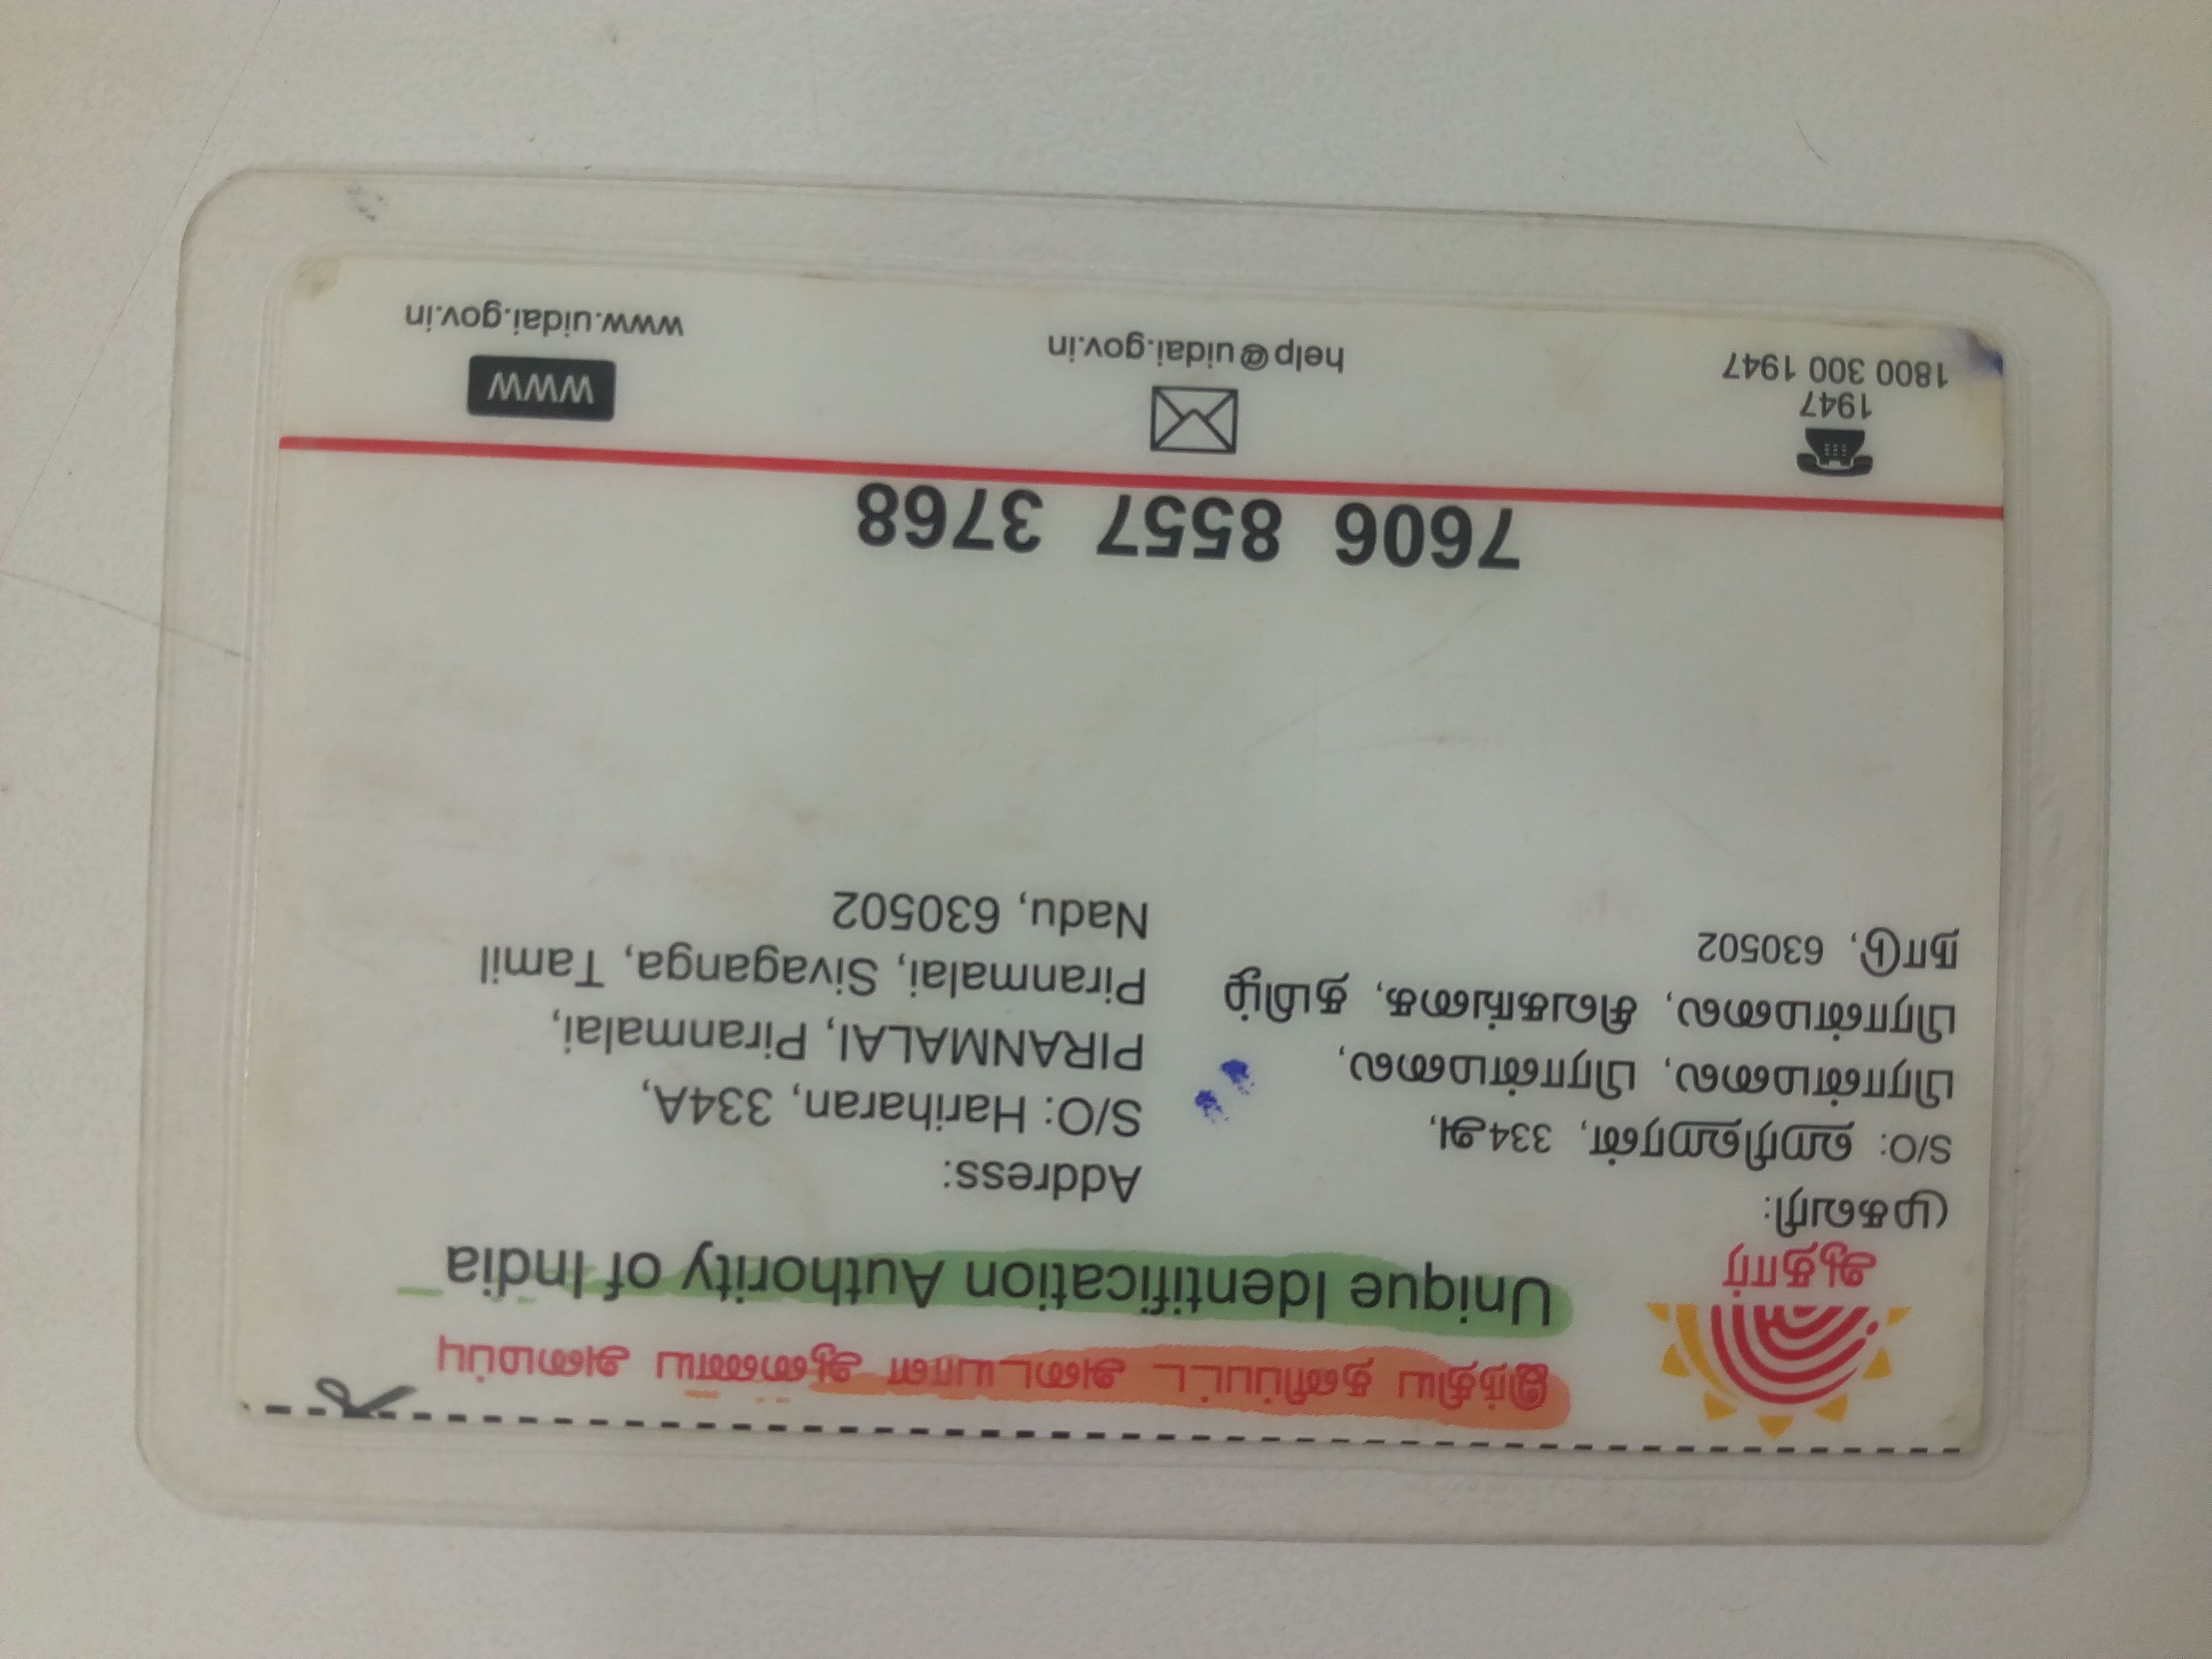 இந்திய தனிப்பட்ட அடையாள ஆணைய அமைப்பு
Unique Identification Authority of India
ஆதார்
முகவரி:
S/O: ஹரிஹரன், 334அ,
பிரான்மலை, பிரான்மலை,
பிரான்மலை, சிவகங்கை, தமிழ்
நாடு, 630502
Address:
S/O: Hariharan, 334A,
PIRANMALAI, Piranmalai,
Piranmalai, Sivaganga, Tamil
Nadu, 630502
7606 8557 3768
1947
1800 300 1947
help@uidai.gov.in
WWW
www.uidai.gov.in